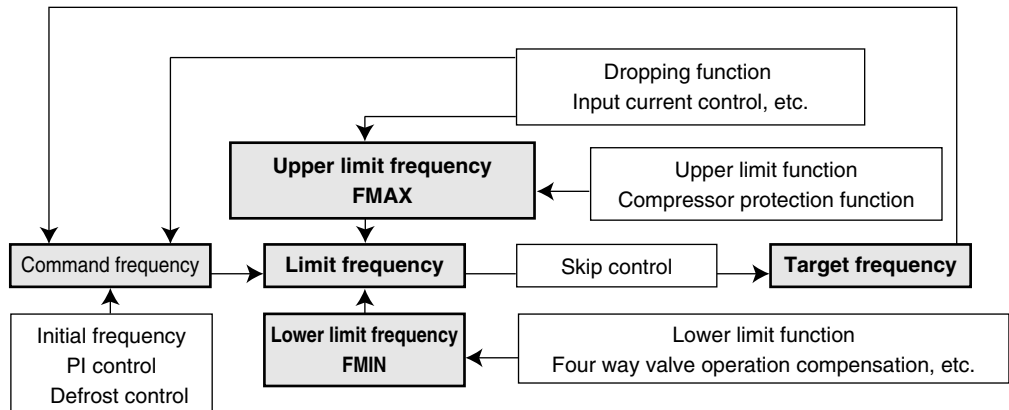 Dropping function
Input current control, etc.
Upper limit frequency
FMAX
Upper limit function
Compressor protection function
Command frequency
Limit frequency
Skip control
Target frequency
Initial frequency
PI control
Defrost control
Lower limit frequency
FMIN
Lower limit function
Four way valve operation compensation, etc.